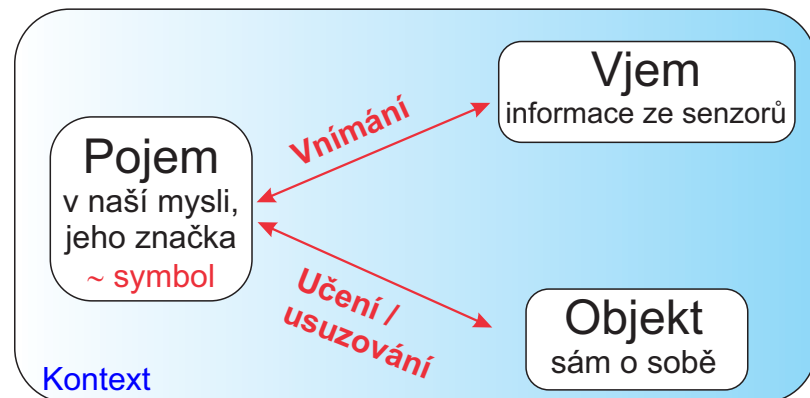 Pojem
v naší mysli,
jeho značka
~ symbol
Vnímání
Vjem
informace ze senzorů
Učení /
usuzování
Objekt
sám o sobě
Kontext